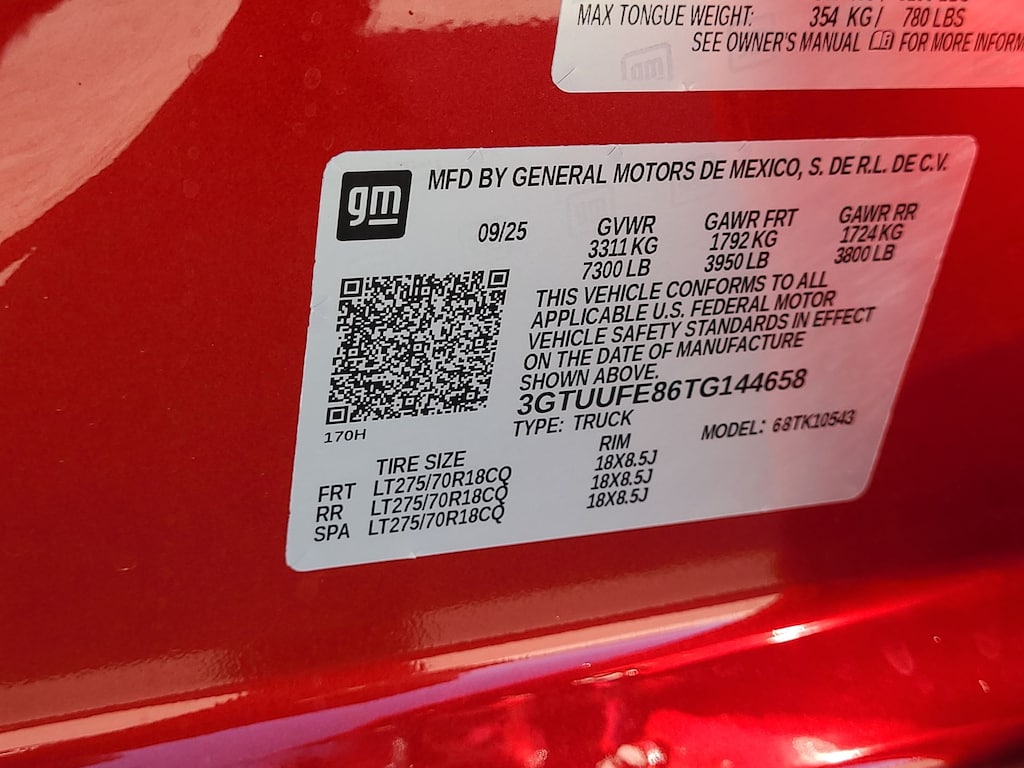 MAX TONGUE WEIGHT: 354 KG / 780 LBS
SEE OWNER'S MANUAL FOR MORE INFORM
gm
MFD BY GENERAL MOTORS DE MEXICO, S. DE R.L. DE C.V.
09/25 GVWR GAWR FRT GAWR RR
3311 KG 1792 KG 1724 KG
7300 LB 3950 LB 3800 LB
THIS VEHICLE CONFORMS TO ALL
APPLICABLE U.S. FEDERAL MOTOR
VEHICLE SAFETY STANDARDS IN EFFECT
ON THE DATE OF MANUFACTURE
SHOWN ABOVE.
3GTUUFE86TG144658
170H
TYPE: TRUCK MODEL: 68TK10543
TIRE SIZE RIM
FRT LT275/70R18CQ 18X8.5J
RR LT275/70R18CQ 18X8.5J
SPA LT275/70R18CQ 18X8.5J